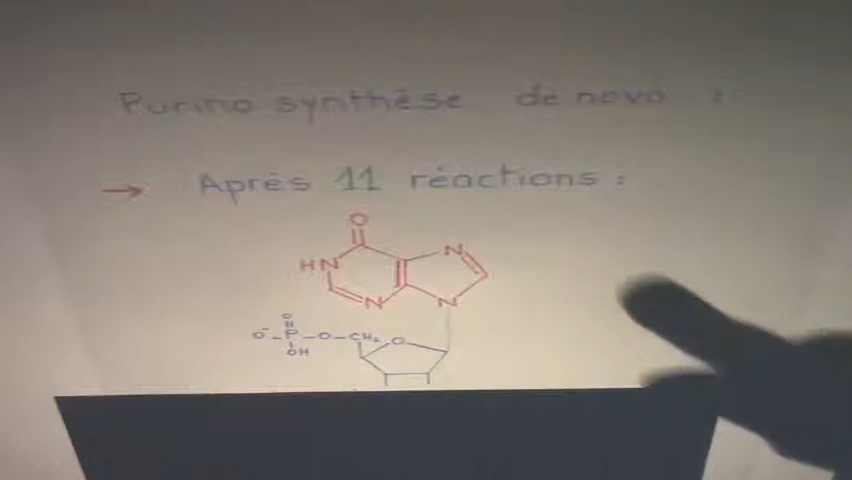 Purino synthèse de novo :
→ Après 11 réactions :
O
HN N
N N
O
O⁻ P O CH₂ O
OH